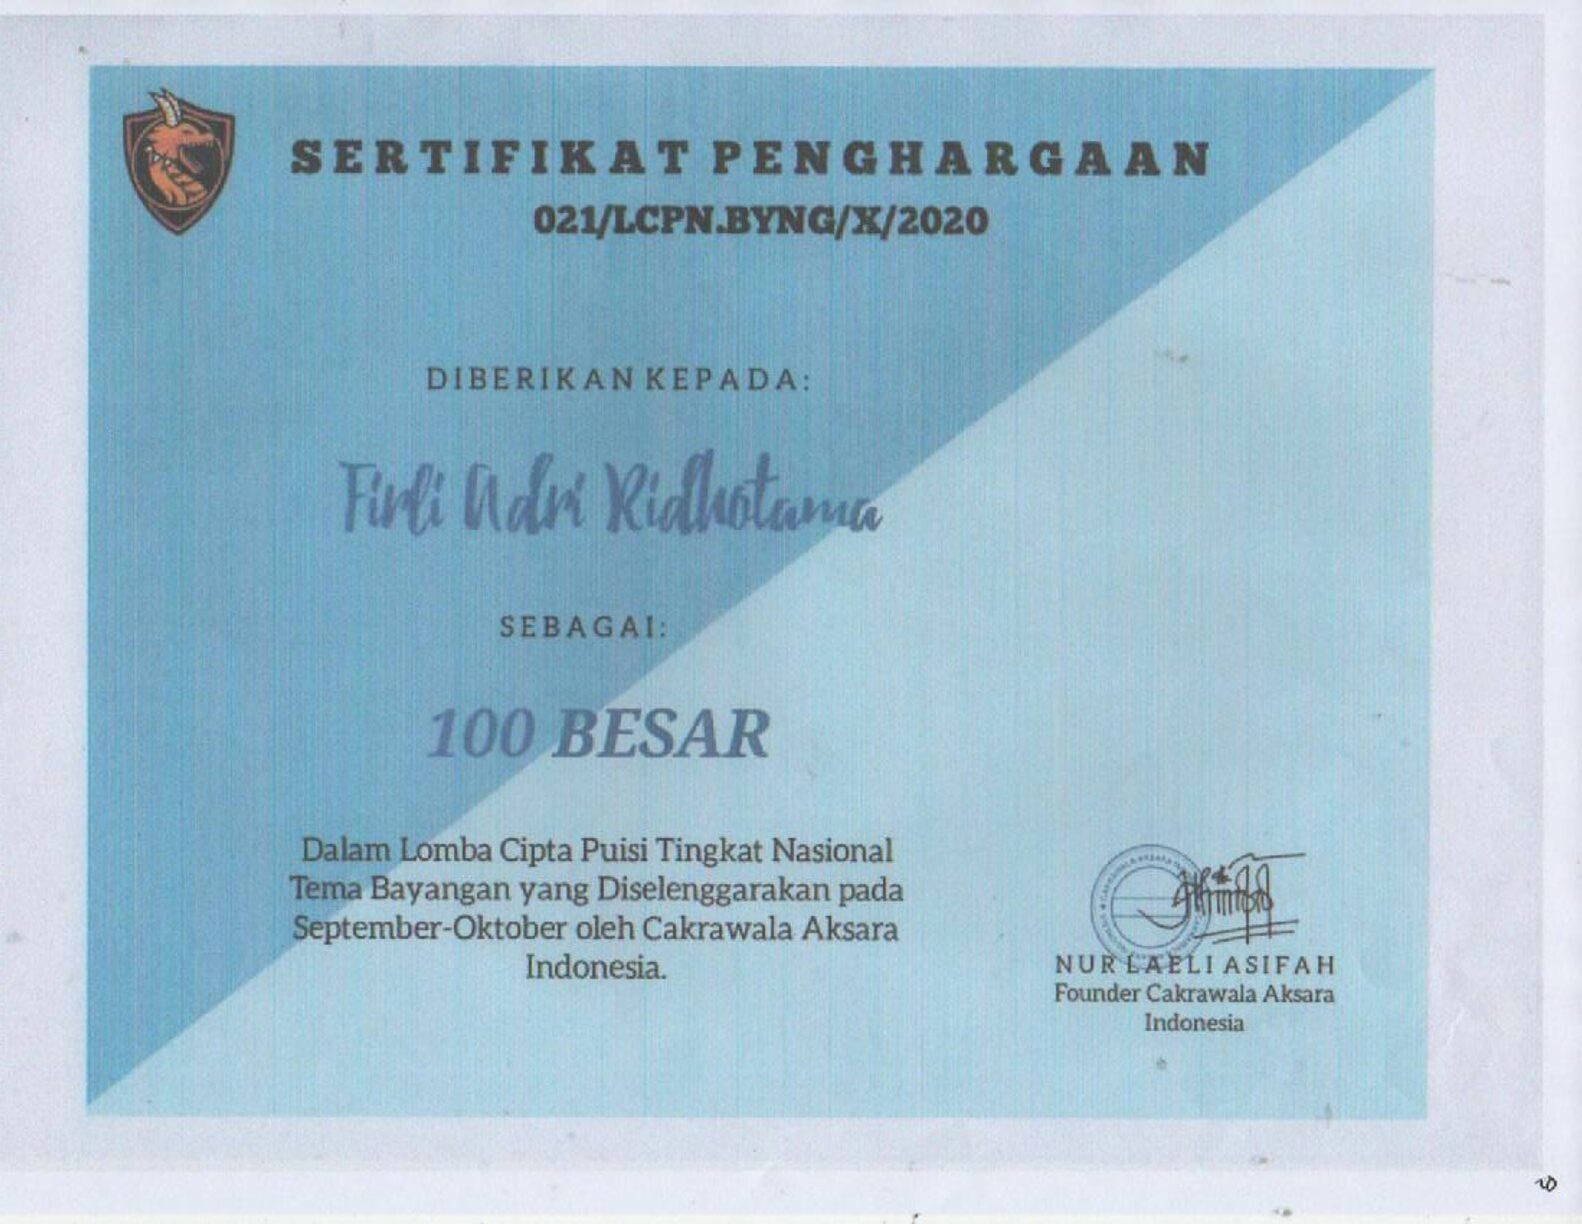 SERTIFIKAT PENGHARGAAN
021/LCPN.BYNG/X/2020
DIBERIKAN KEPADA:
Firli Adri Ridhotama
SEBAGAI:
100 BESAR
Dalam Lomba Cipta Puisi Tingkat Nasional
Tema Bayangan yang Diselenggarakan pada
September-Oktober oleh Cakrawala Aksara
Indonesia.
NUR LAELI ASIFAH
Founder Cakrawala Aksara
Indonesia